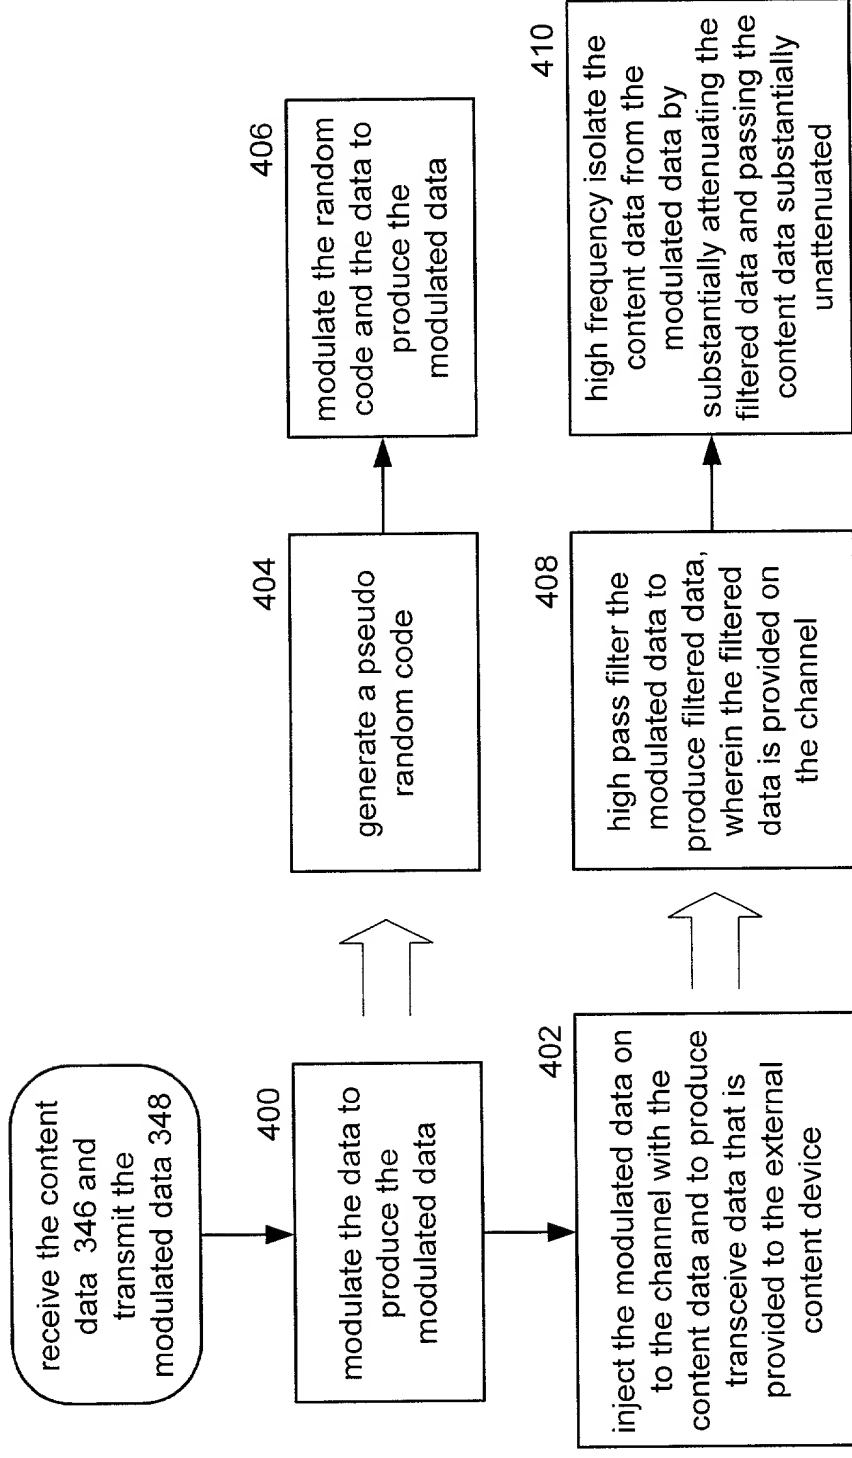 receive the content
data 346 and
transmit the
modulated data 348
400
modulate the data to
produce the
modulated data
404
generate a pseudo
random code
406
modulate the random
code and the data to
produce the
modulated data
402
inject the modulated data on
to the channel with the
content data and to produce
transceive data that is
provided to the external
content device
408
high pass filter the
modulated data to
produce filtered data,
wherein the filtered
data is provided on
the channel
410
high frequency isolate the
content data from the
modulated data by
substantially attenuating the
filtered data and passing the
content data substantially
unattenuated